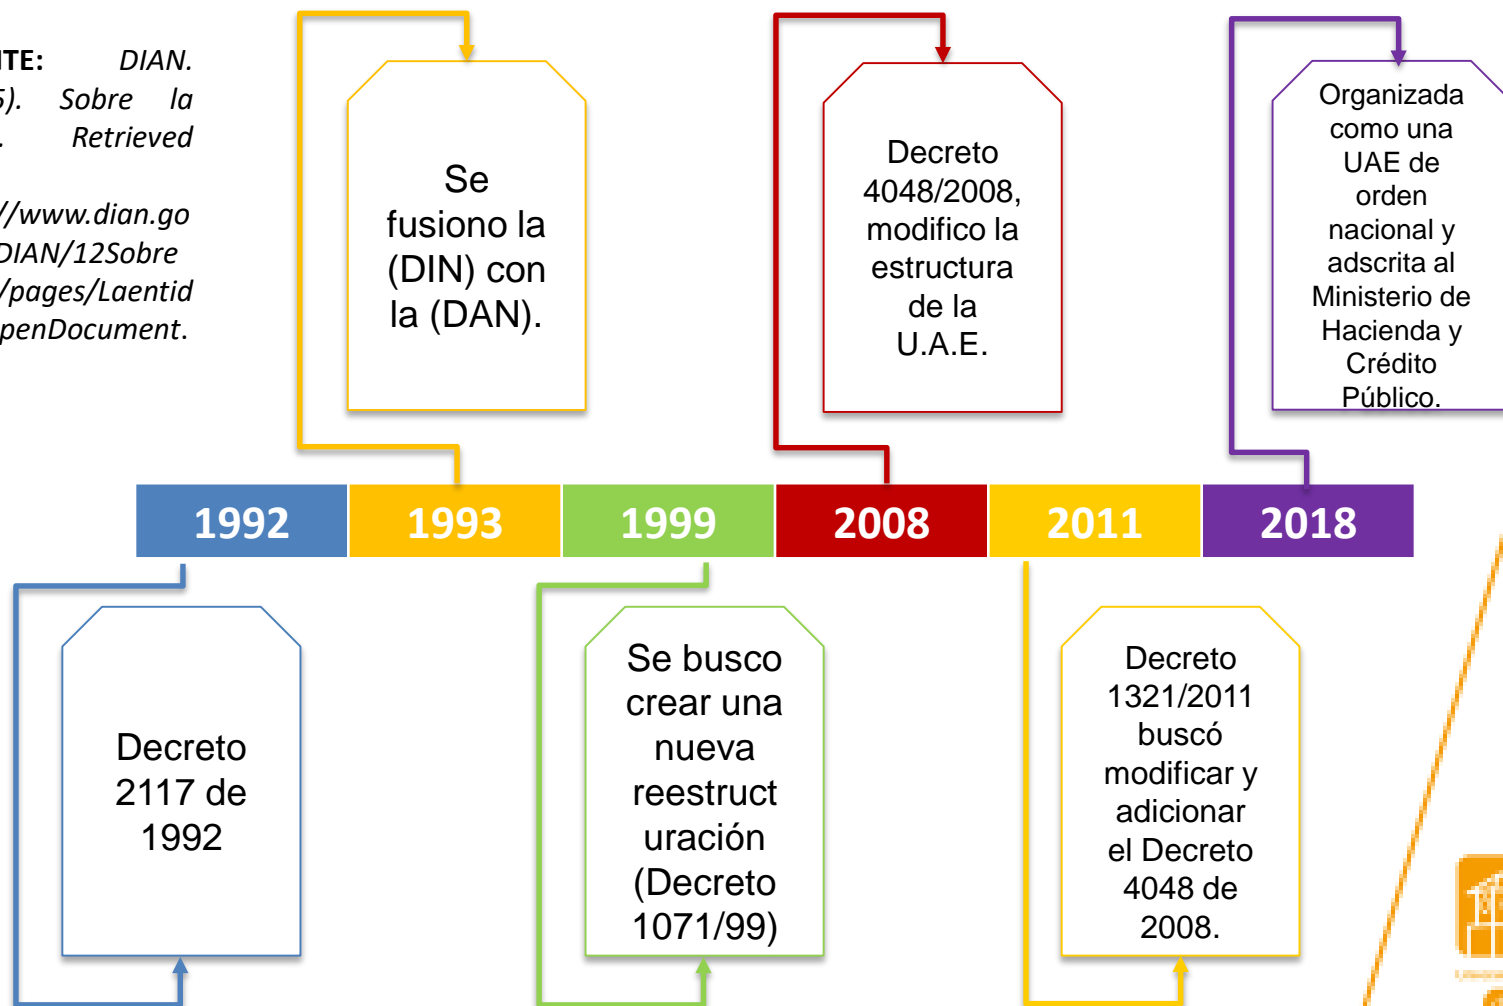 NTE: DIAN.
5). Sobre la
. Retrieved
//www.dian.go
DIAN/12Sobre
/pages/Laentid
penDocument.
Se
fusiono la
(DIN) con
la (DAN).
Decreto
4048/2008,
modifico la
estructura
de la
U.A.E.
Organizada
como una
UAE de
orden
nacional y
adscrita al
Ministerio de
Hacienda y
Crédito
Público.
1992 1993 1999 2008 2011 2018
Decreto
2117 de
1992
Se busco
crear una
nueva
reestruct
uración
(Decreto
1071/99)
Decreto
1321/2011
buscó
modificar y
adicionar
el Decreto
4048 de
2008.